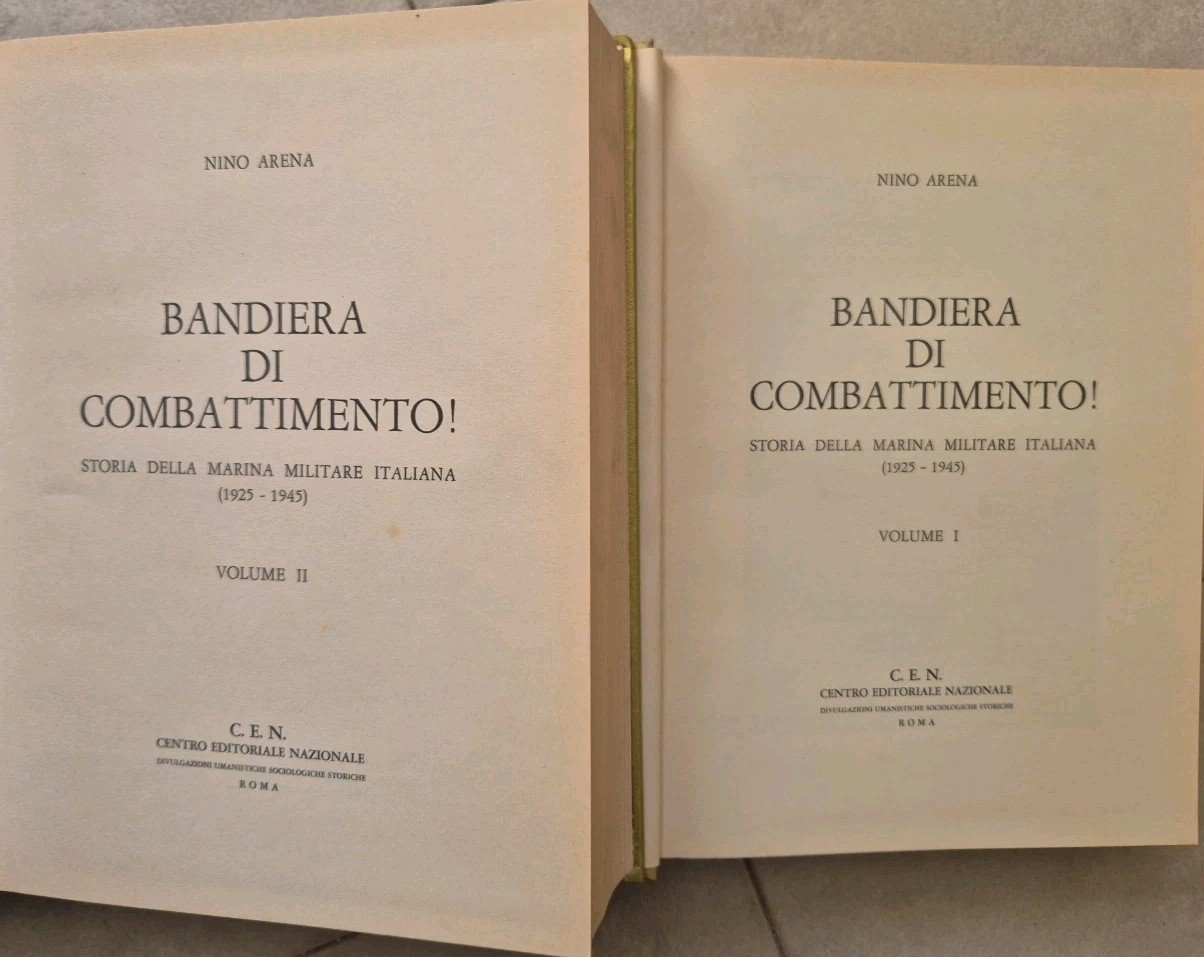 NINO ARENA
BANDIERA
DI
COMBATTIMENTO!
STORIA DELLA MARINA MILITARE ITALIANA
(1925 - 1945)
VOLUME II
C. E. N.
CENTRO EDITORIALE NAZIONALE
DIVULGAZIONI UMANISTICHE SOCIOLOGICHE STORICHE
ROMA
NINO ARENA
BANDIERA
DI
COMBATTIMENTO!
STORIA DELLA MARINA MILITARE ITALIANA
(1925 - 1945)
VOLUME I
C. E. N.
CENTRO EDITORIALE NAZIONALE
DIVULGAZIONI UMANISTICHE SOCIOLOGICHE STORICHE
ROMA